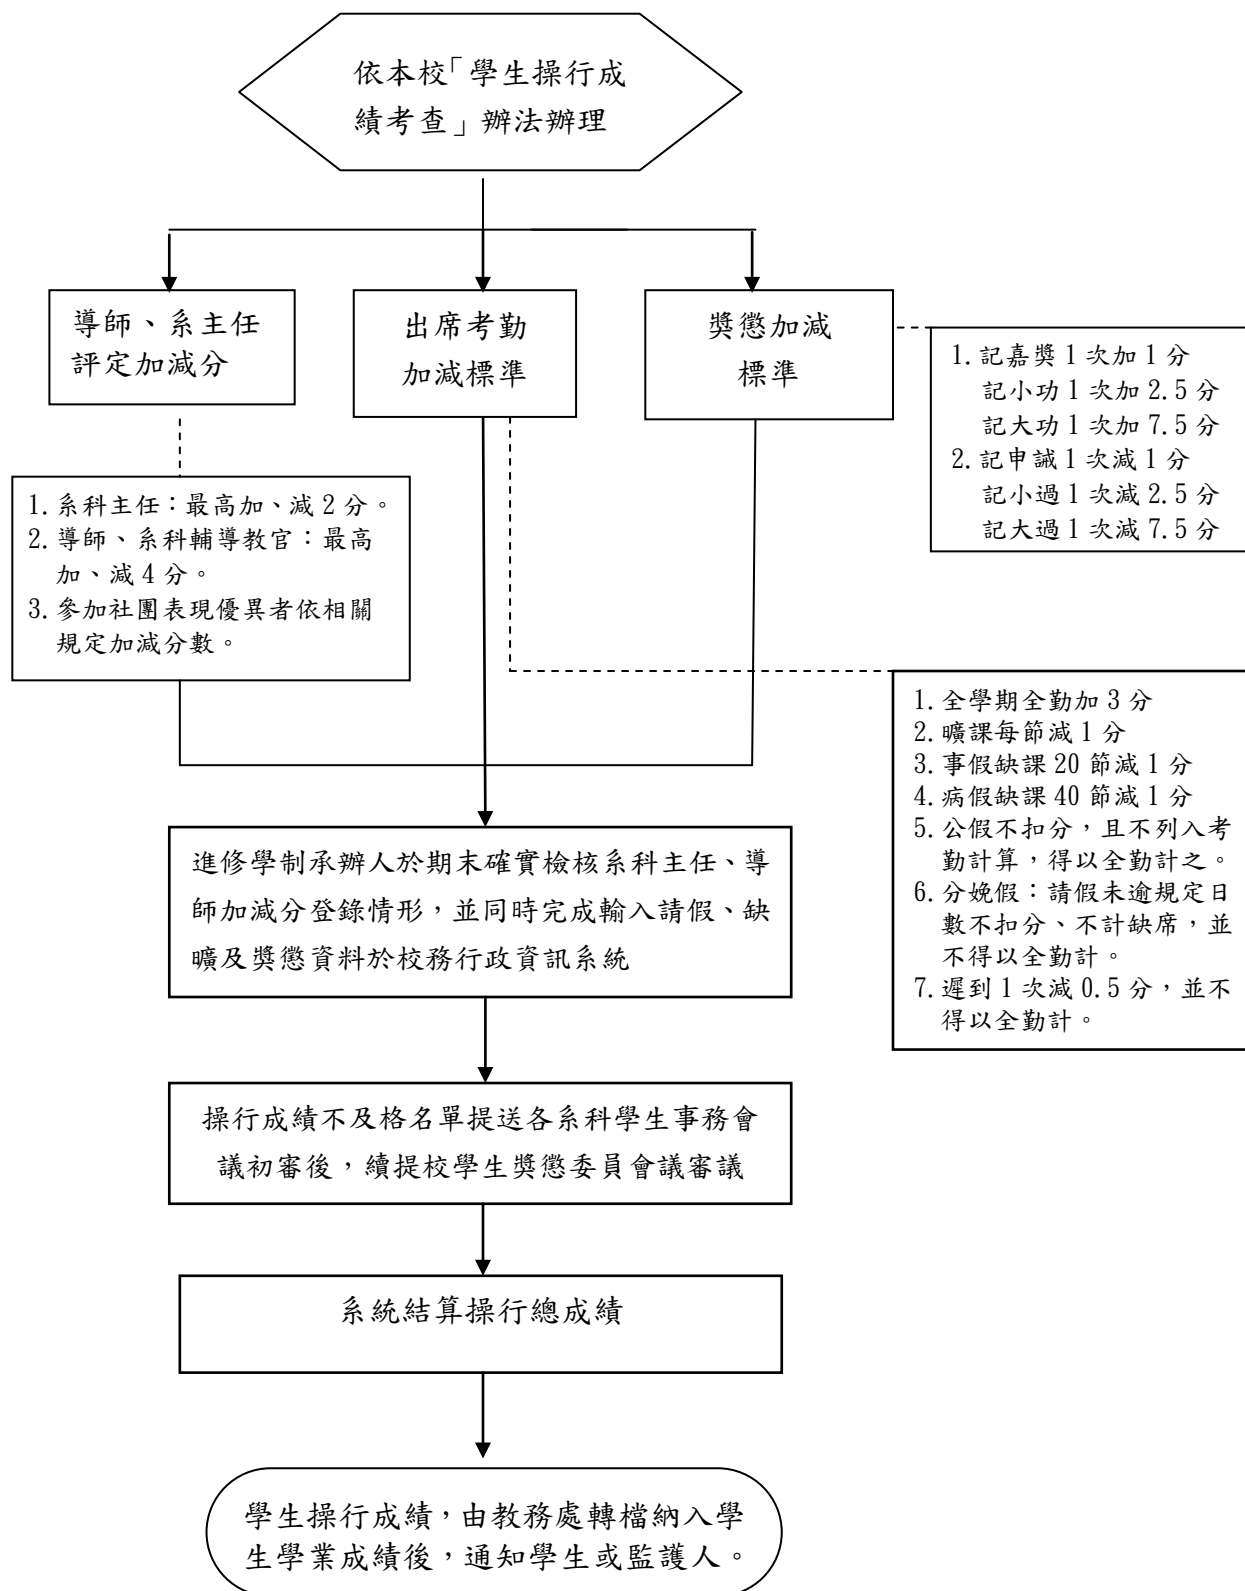 依本校「學生操行成
績考查」辦法辦理
導師、系主任
評定加減分
出席考勤
加減標準
獎懲加減
標準
1.記嘉獎1次加1分
記小功1次加2.5分
記大功1次加7.5分
2.記申誡1次減1分
記小過1次減2.5分
記大過1次減7.5分
1.系科主任：最高加、減2分。
2.導師、系科輔導教官：最高
加、減4分。
3.參加社團表現優異者依相關
規定加減分數。
1.全學期全勤加3分
2.曠課每節減1分
3.事假缺課20節減1分
4.病假缺課40節減1分
5.公假不扣分，且不列入考
勤計算，得以全勤計之。
6.分娩假：請假未逾規定日
數不扣分、不計缺席，並
不得以全勤計。
7.遲到1次減0.5分，並不
得以全勤計。
進修學制承辦人於期末確實檢核系科主任、導
師加減分登錄情形，並同時完成輸入請假、缺
曠及獎懲資料於校務行政資訊系統
操行成績不及格名單提送各系科學生事務會
議初審後，續提校學生獎懲委員會議審議
系統結算操行總成績
學生操行成績，由教務處轉檔納入學
生學業成績後，通知學生或監護人。